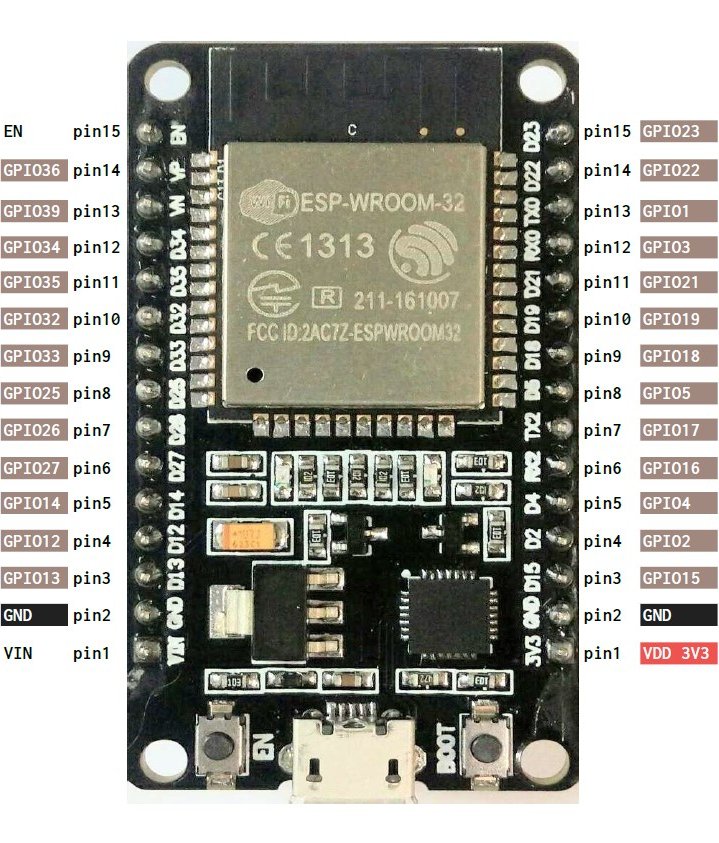 EN pin15 EN D23 pin15 GPIO23
GPIO36 pin14 VP D22 pin14 GPIO22
GPIO39 pin13 VN TX0 pin13 GPIO1
GPIO34 pin12 D34 RX0 pin12 GPIO3
GPIO35 pin11 D35 D21 pin11 GPIO21
GPIO32 pin10 D32 D19 pin10 GPIO19
GPIO33 pin9 D33 D18 pin9 GPIO18
GPIO25 pin8 D25 D5 pin8 GPIO5
GPIO26 pin7 D26 TX2 pin7 GPIO17
GPIO27 pin6 D27 RX2 pin6 GPIO16
GPIO14 pin5 D14 D4 pin5 GPIO4
GPIO12 pin4 D12 D2 pin4 GPIO2
GPIO13 pin3 D13 D15 pin3 GPIO15
GND pin2 GND GND pin2 GND
VIN pin1 VIN 3V3 pin1 VDD 3V3
C
Wi Fi ESP-WROOM-32
CE 1313
R 211-161007
FCC ID:2AC7Z-ESPWROOM32
EN
BOOT